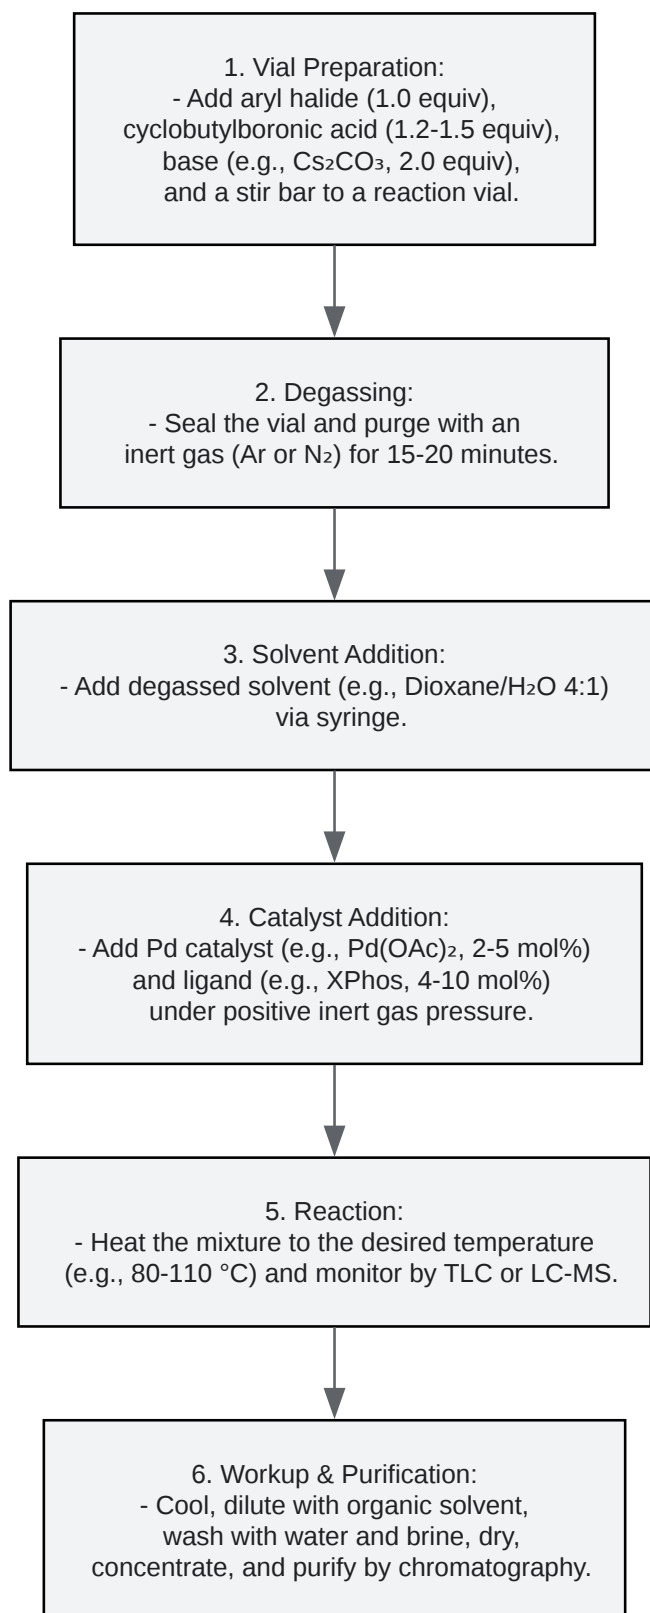 1. Vial Preparation:
- Add aryl halide (1.0 equiv),
cyclobutylboronic acid (1.2-1.5 equiv),
base (e.g., Cs₂CO₃, 2.0 equiv),
and a stir bar to a reaction vial.
2. Degassing:
- Seal the vial and purge with an
inert gas (Ar or N₂) for 15-20 minutes.
3. Solvent Addition:
- Add degassed solvent (e.g., Dioxane/H₂O 4:1)
via syringe.
4. Catalyst Addition:
- Add Pd catalyst (e.g., Pd(OAc)₂, 2-5 mol%)
and ligand (e.g., XPhos, 4-10 mol%)
under positive inert gas pressure.
5. Reaction:
- Heat the mixture to the desired temperature
(e.g., 80-110 °C) and monitor by TLC or LC-MS.
6. Workup & Purification:
- Cool, dilute with organic solvent,
wash with water and brine, dry,
concentrate, and purify by chromatography.